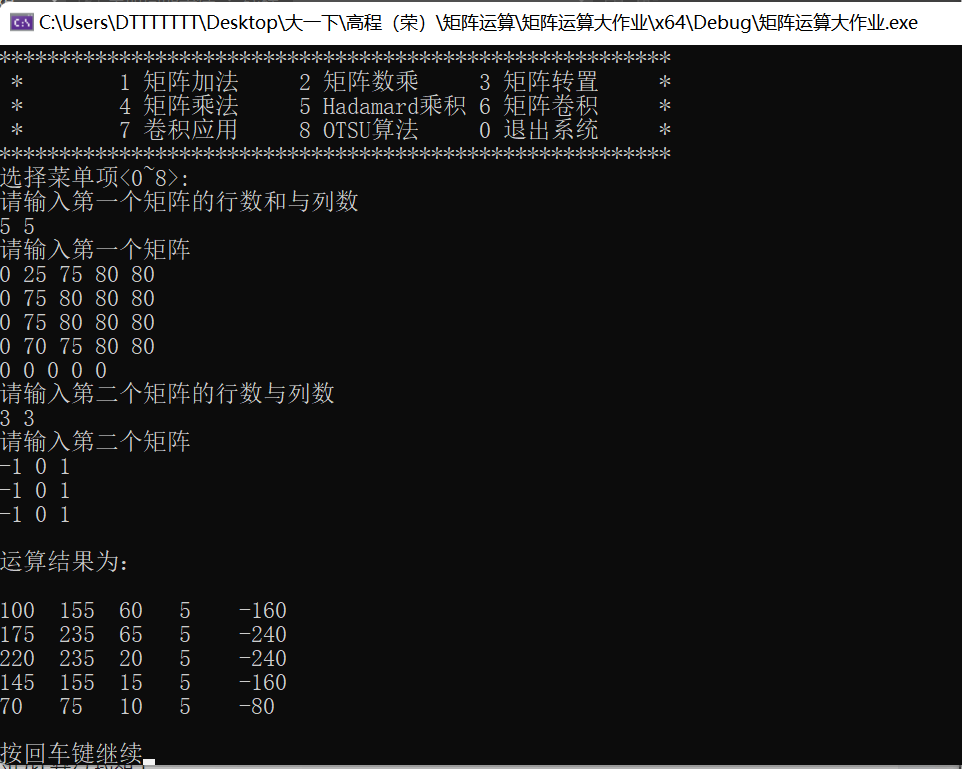 C:\Users\DTTTTTT\Desktop\大一下\高程（荣）\矩阵运算\矩阵运算大作业\x64\Debug\矩阵运算大作业.exe
********************************************************
* 1 矩阵加法 2 矩阵数乘 3 矩阵转置 *
* 4 矩阵乘法 5 Hadamard乘积 6 矩阵卷积 *
* 7 卷积应用 8 OTSU算法 0 退出系统 *
********************************************************
选择菜单项<0~8>:
请输入第一个矩阵的行数和与列数
5 5
请输入第一个矩阵
0 25 75 80 80
0 75 80 80 80
0 75 80 80 80
0 70 75 80 80
0 0 0 0 0
请输入第二个矩阵的行数与列数
3 3
请输入第二个矩阵
-1 0 1
-1 0 1
-1 0 1
运算结果为:
100 155 60 5 -160
175 235 65 5 -240
220 235 20 5 -240
145 155 15 5 -160
70 75 10 5 -80
按回车键继续